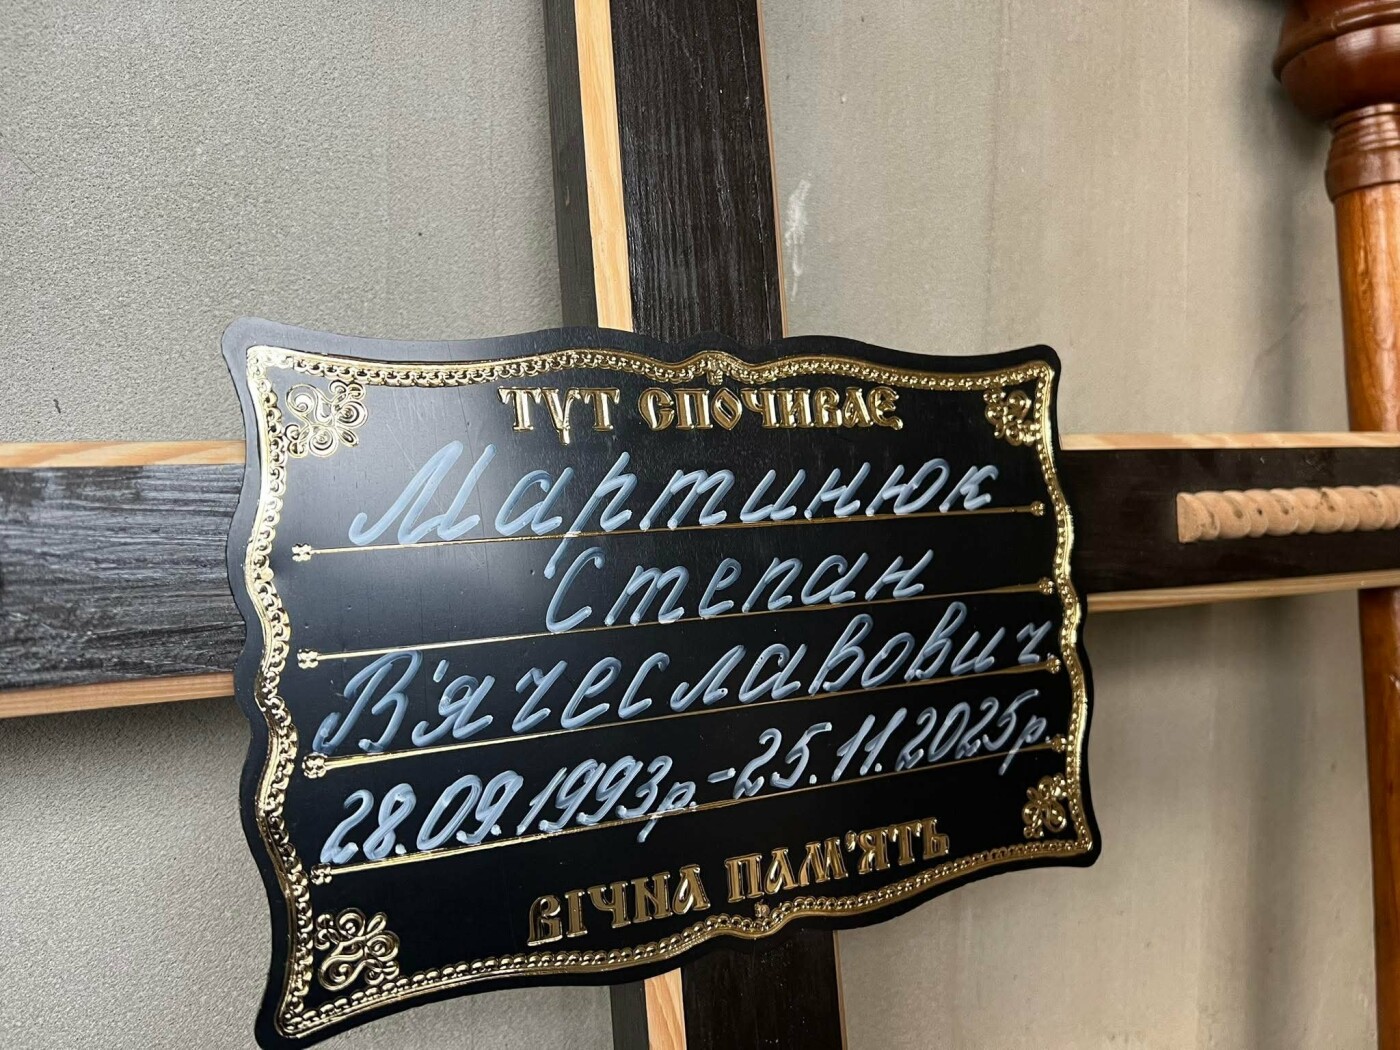 ТУТ СПОЧИВАЄ
Мартинюк
Степан
В'ячеславович.
28.09.1993р.-25.11.2025р.
ВІЧНА ПАМ'ЯТЬ